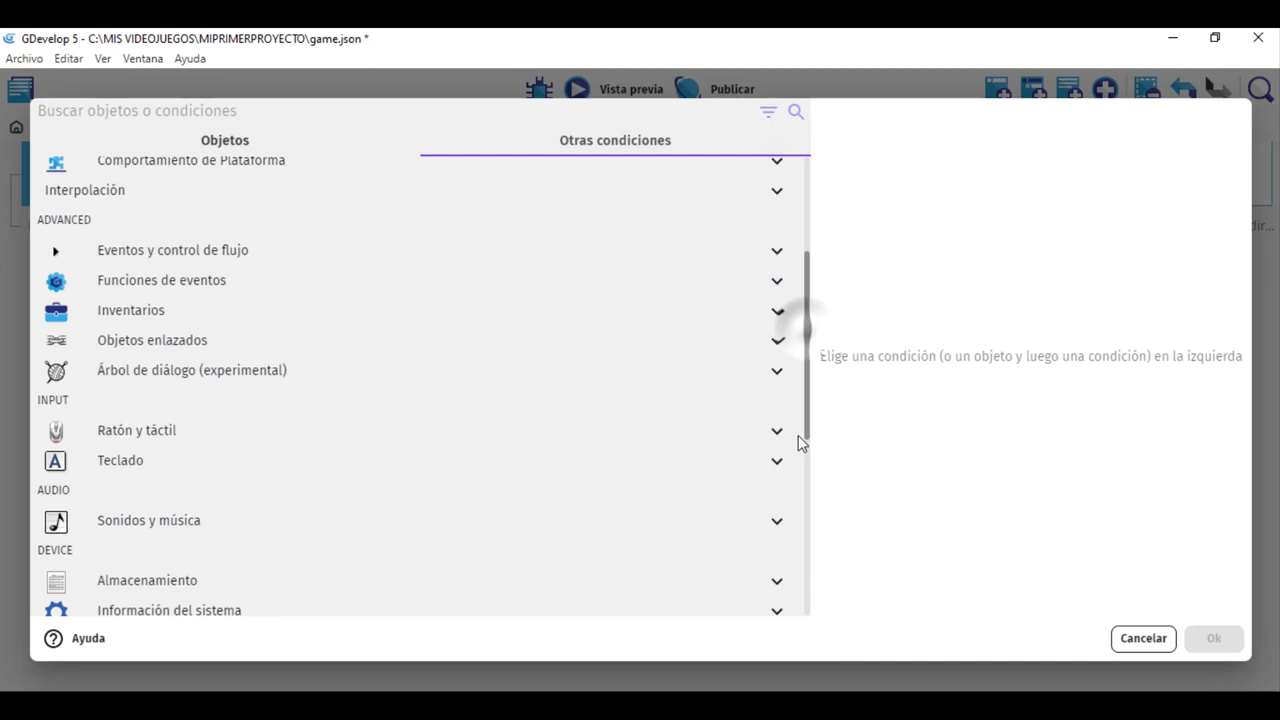 GDevelop 5 - C:\MIS VIDEOJUEGOS\MIPRIMERPROYECTO\game.json *
Archivo Editar Ver Ventana Ayuda
Vista previa Publicar
Buscar objetos o condiciones
Objetos Otras condiciones
Comportamiento de Plataforma
Interpolación
ADVANCED
Eventos y control de flujo
Funciones de eventos
Inventarios
Objetos enlazados
Elige una condición (o un objeto y luego una condición) en la izquierda
Árbol de diálogo (experimental)
INPUT
Ratón y táctil
A Teclado
AUDIO
Sonidos y música
DEVICE
Almacenamiento
Información del sistema
? Ayuda
Cancelar Ok